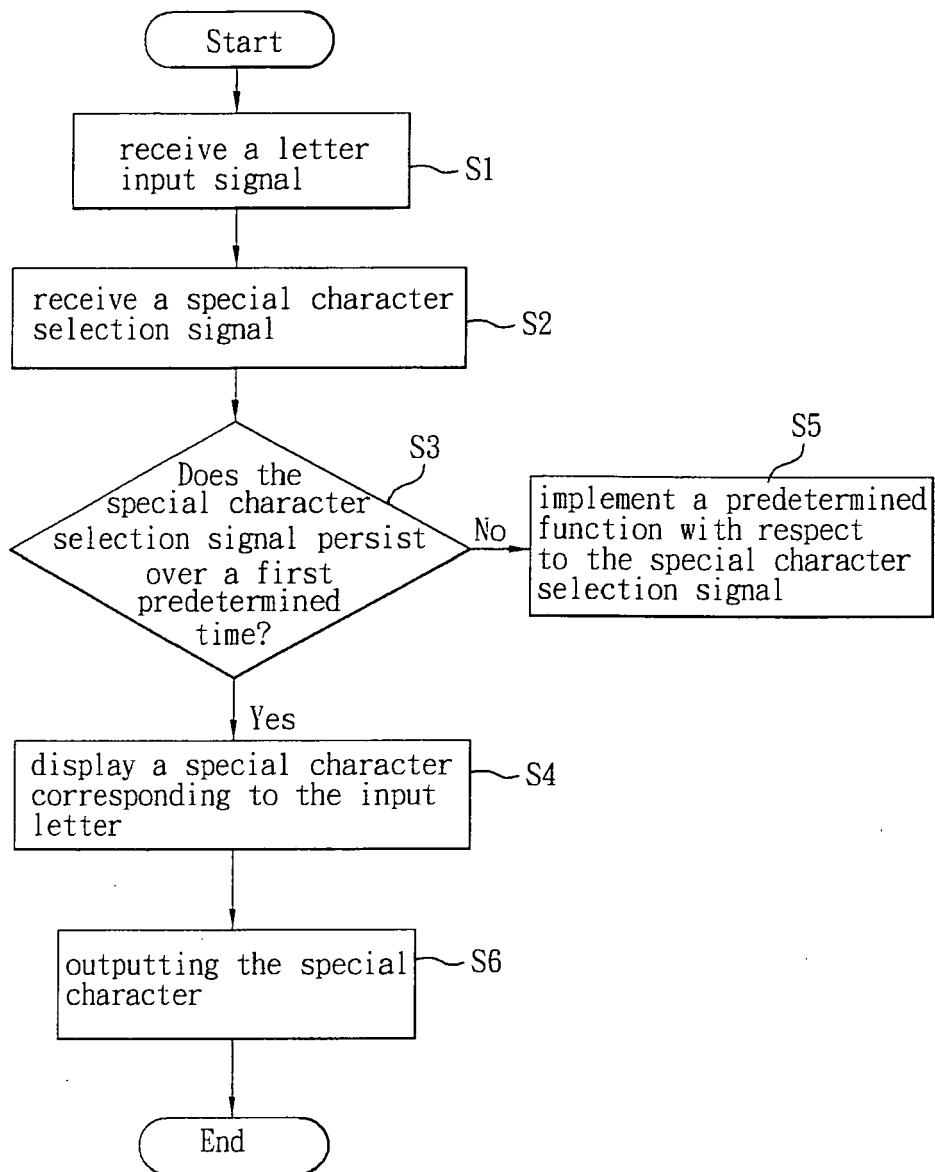 Start
receive a letter
input signal
S1
receive a special character
selection signal
S2
S3
Does the
special character
selection signal persist
over a first
predetermined
time?
No
S5
implement a predetermined
function with respect
to the special character
selection signal
Yes
display a special character
corresponding to the input
letter
S4
outputting the special
character
S6
End